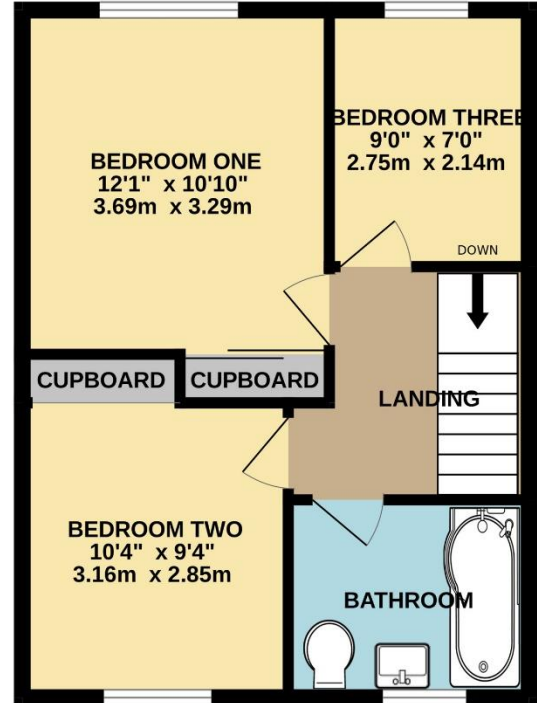 BEDROOM ONE
12'1" x 10'10"
3.69m x 3.29m
BEDROOM THREE
9'0" x 7'0"
2.75m x 2.14m
DOWN
CUPBOARD
CUPBOARD
LANDING
BEDROOM TWO
10'4" x 9'4"
3.16m x 2.85m
BATHROOM